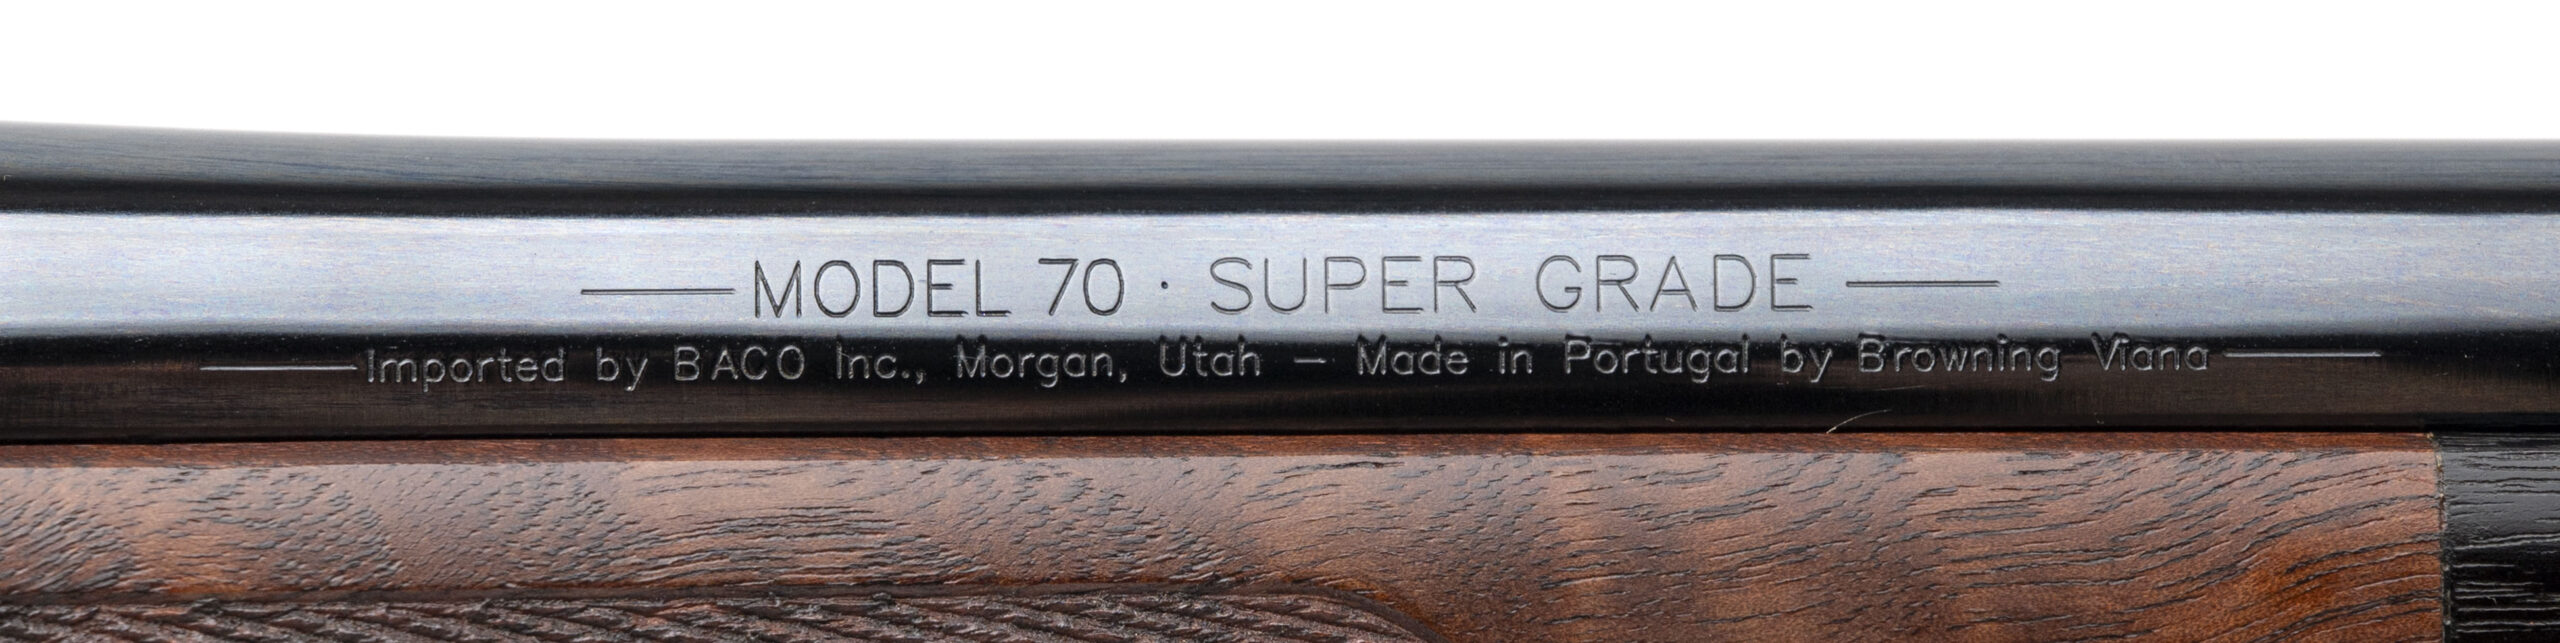 MODEL 70 · SUPER GRADE
Imported by BACO Inc., Morgan, Utah – Made in Portugal by Browning Viana